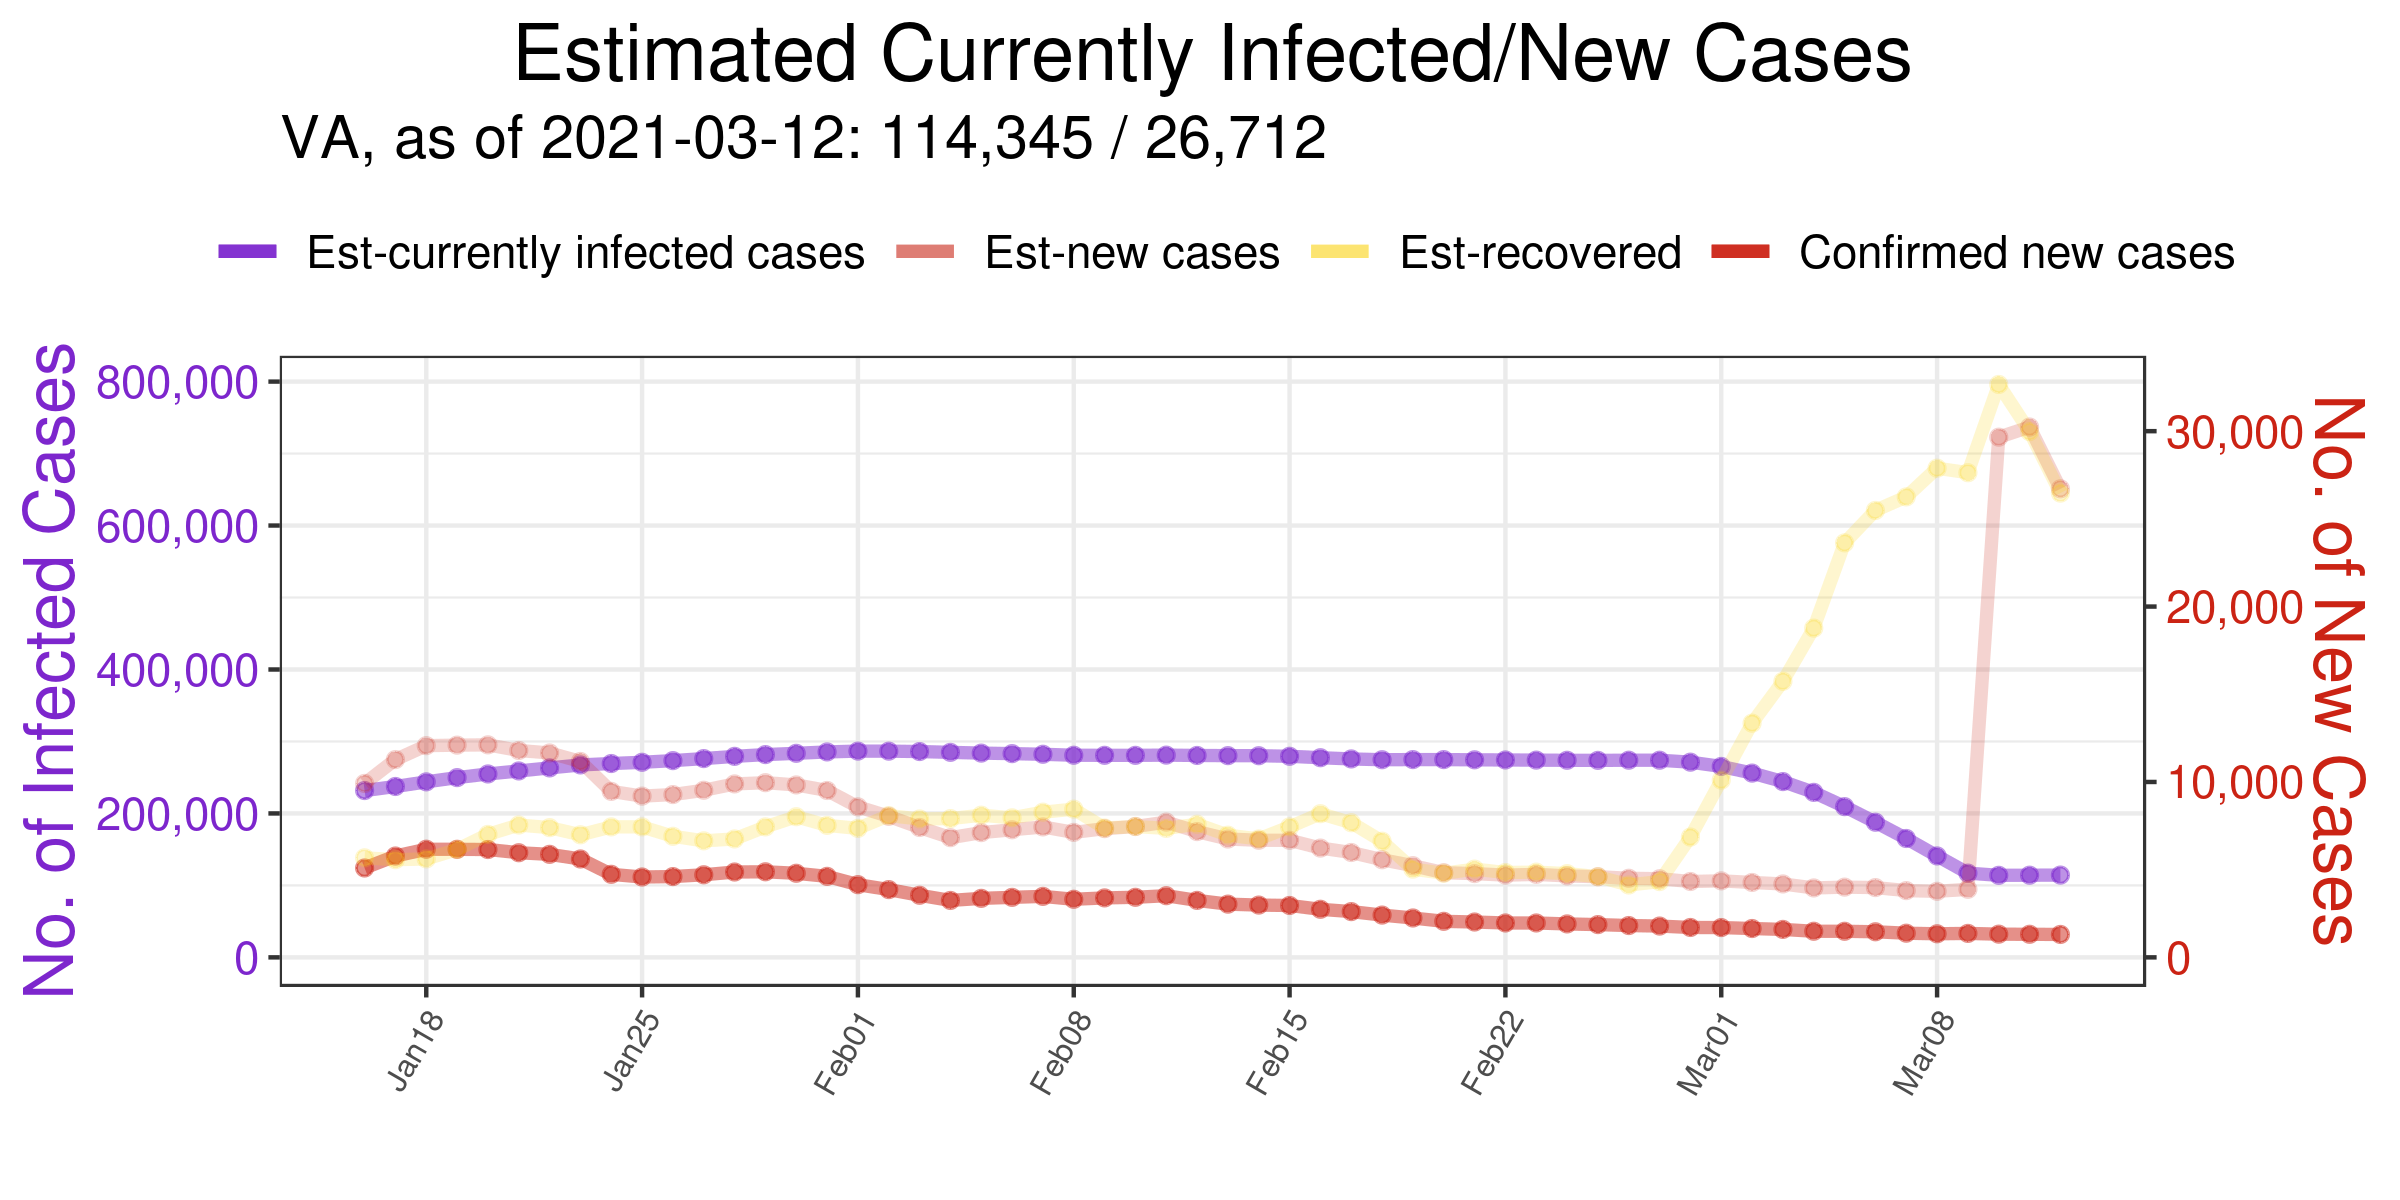 Estimated Currently Infected/New Cases
VA, as of 2021-03-12: 114,345 / 26,712
Est-currently infected cases Est-new cases Est-recovered Confirmed new cases
No. of Infected Cases
800,000
600,000
400,000
200,000
0
30,000
20,000
10,000
0
No. of New Cases
Jan18 Jan25 Feb01 Feb08 Feb15 Feb22 Mar01 Mar08